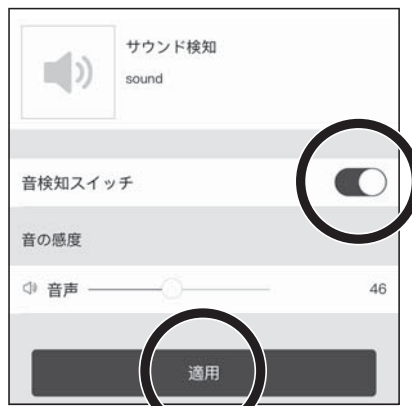 サウンド検知
sound
音検知スイッチ
音の感度
音声 46
適用